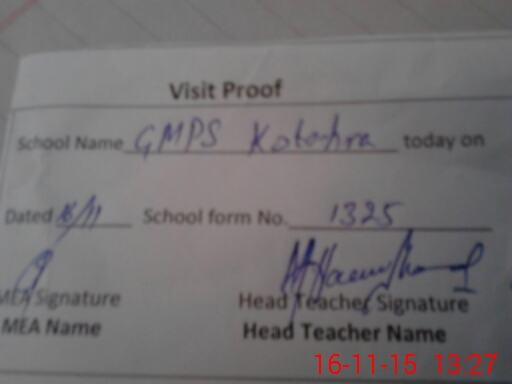 Visit Proof
School Name GMPS Kotehra today on
Dated 16/11 School form No. 1325
MEA Signature Head Teacher Signature
MEA Name Head Teacher Name
16-11-15 13:27